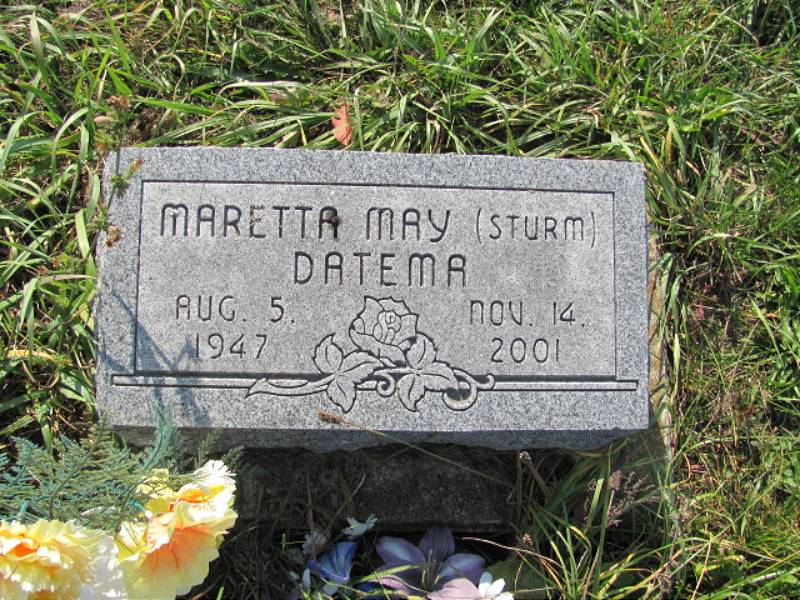 MARETTA MAY (STURM)
DATEMA
AUG. 5, NOV. 14,
1947 2001